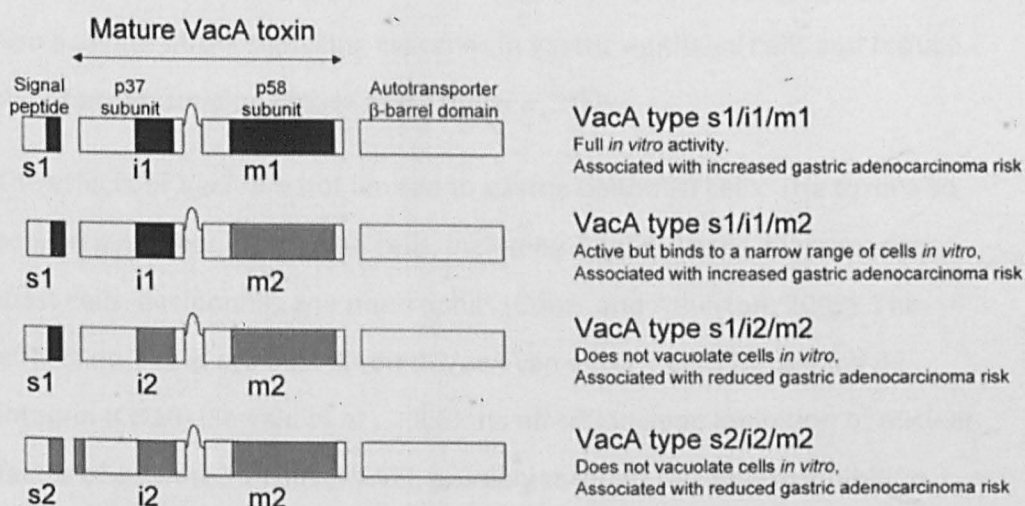 Mature VacA toxin
Signal peptide
p37 subunit
p58 subunit
Autotransporter β-barrel domain
s1 i1 m1
VacA type s1/i1/m1
Full in vitro activity.
Associated with increased gastric adenocarcinoma risk
s1 i1 m2
VacA type s1/i1/m2
Active but binds to a narrow range of cells in vitro,
Associated with increased gastric adenocarcinoma risk
s1 i2 m2
VacA type s1/i2/m2
Does not vacuolate cells in vitro,
Associated with reduced gastric adenocarcinoma risk
s2 i2 m2
VacA type s2/i2/m2
Does not vacuolate cells in vitro,
Associated with reduced gastric adenocarcinoma risk